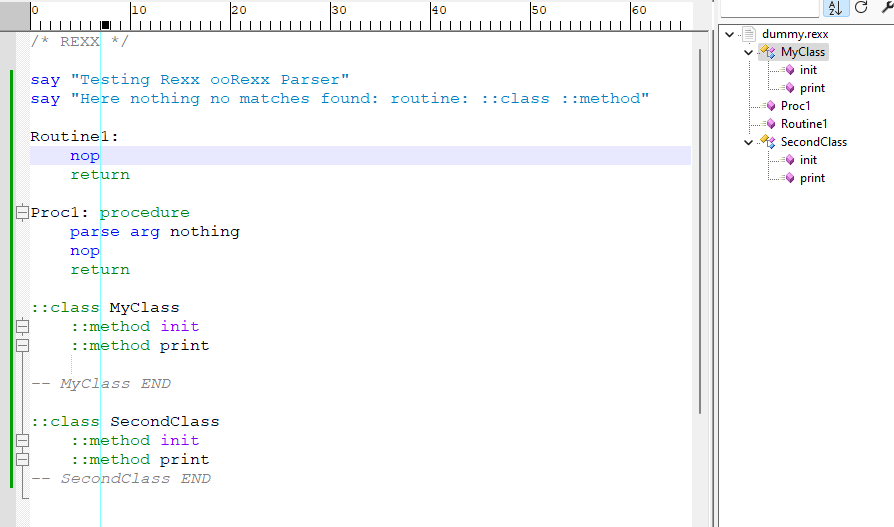 0 10 20 30 40 50 60
/* REXX */
say "Testing Rexx ooRexx Parser"
say "Here nothing no matches found: routine: ::class ::method"
Routine1:
nop
return
Proc1: procedure
parse arg nothing
nop
return
::class MyClass
::method init
::method print
-- MyClass END
::class SecondClass
::method init
::method print
-- SecondClass END
A
Z
dummy.rexx
MyClass
init
print
Proc1
Routine1
SecondClass
init
print